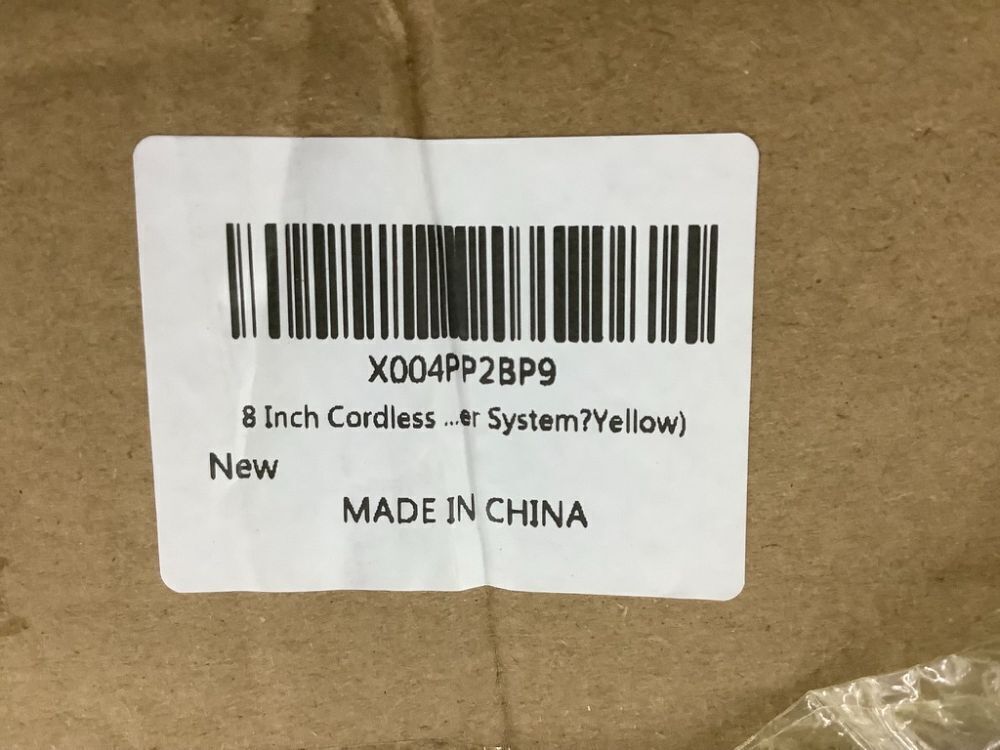 X004PP2BP9
8 Inch Cordless ...er System?Yellow)
New
MADE IN CHINA